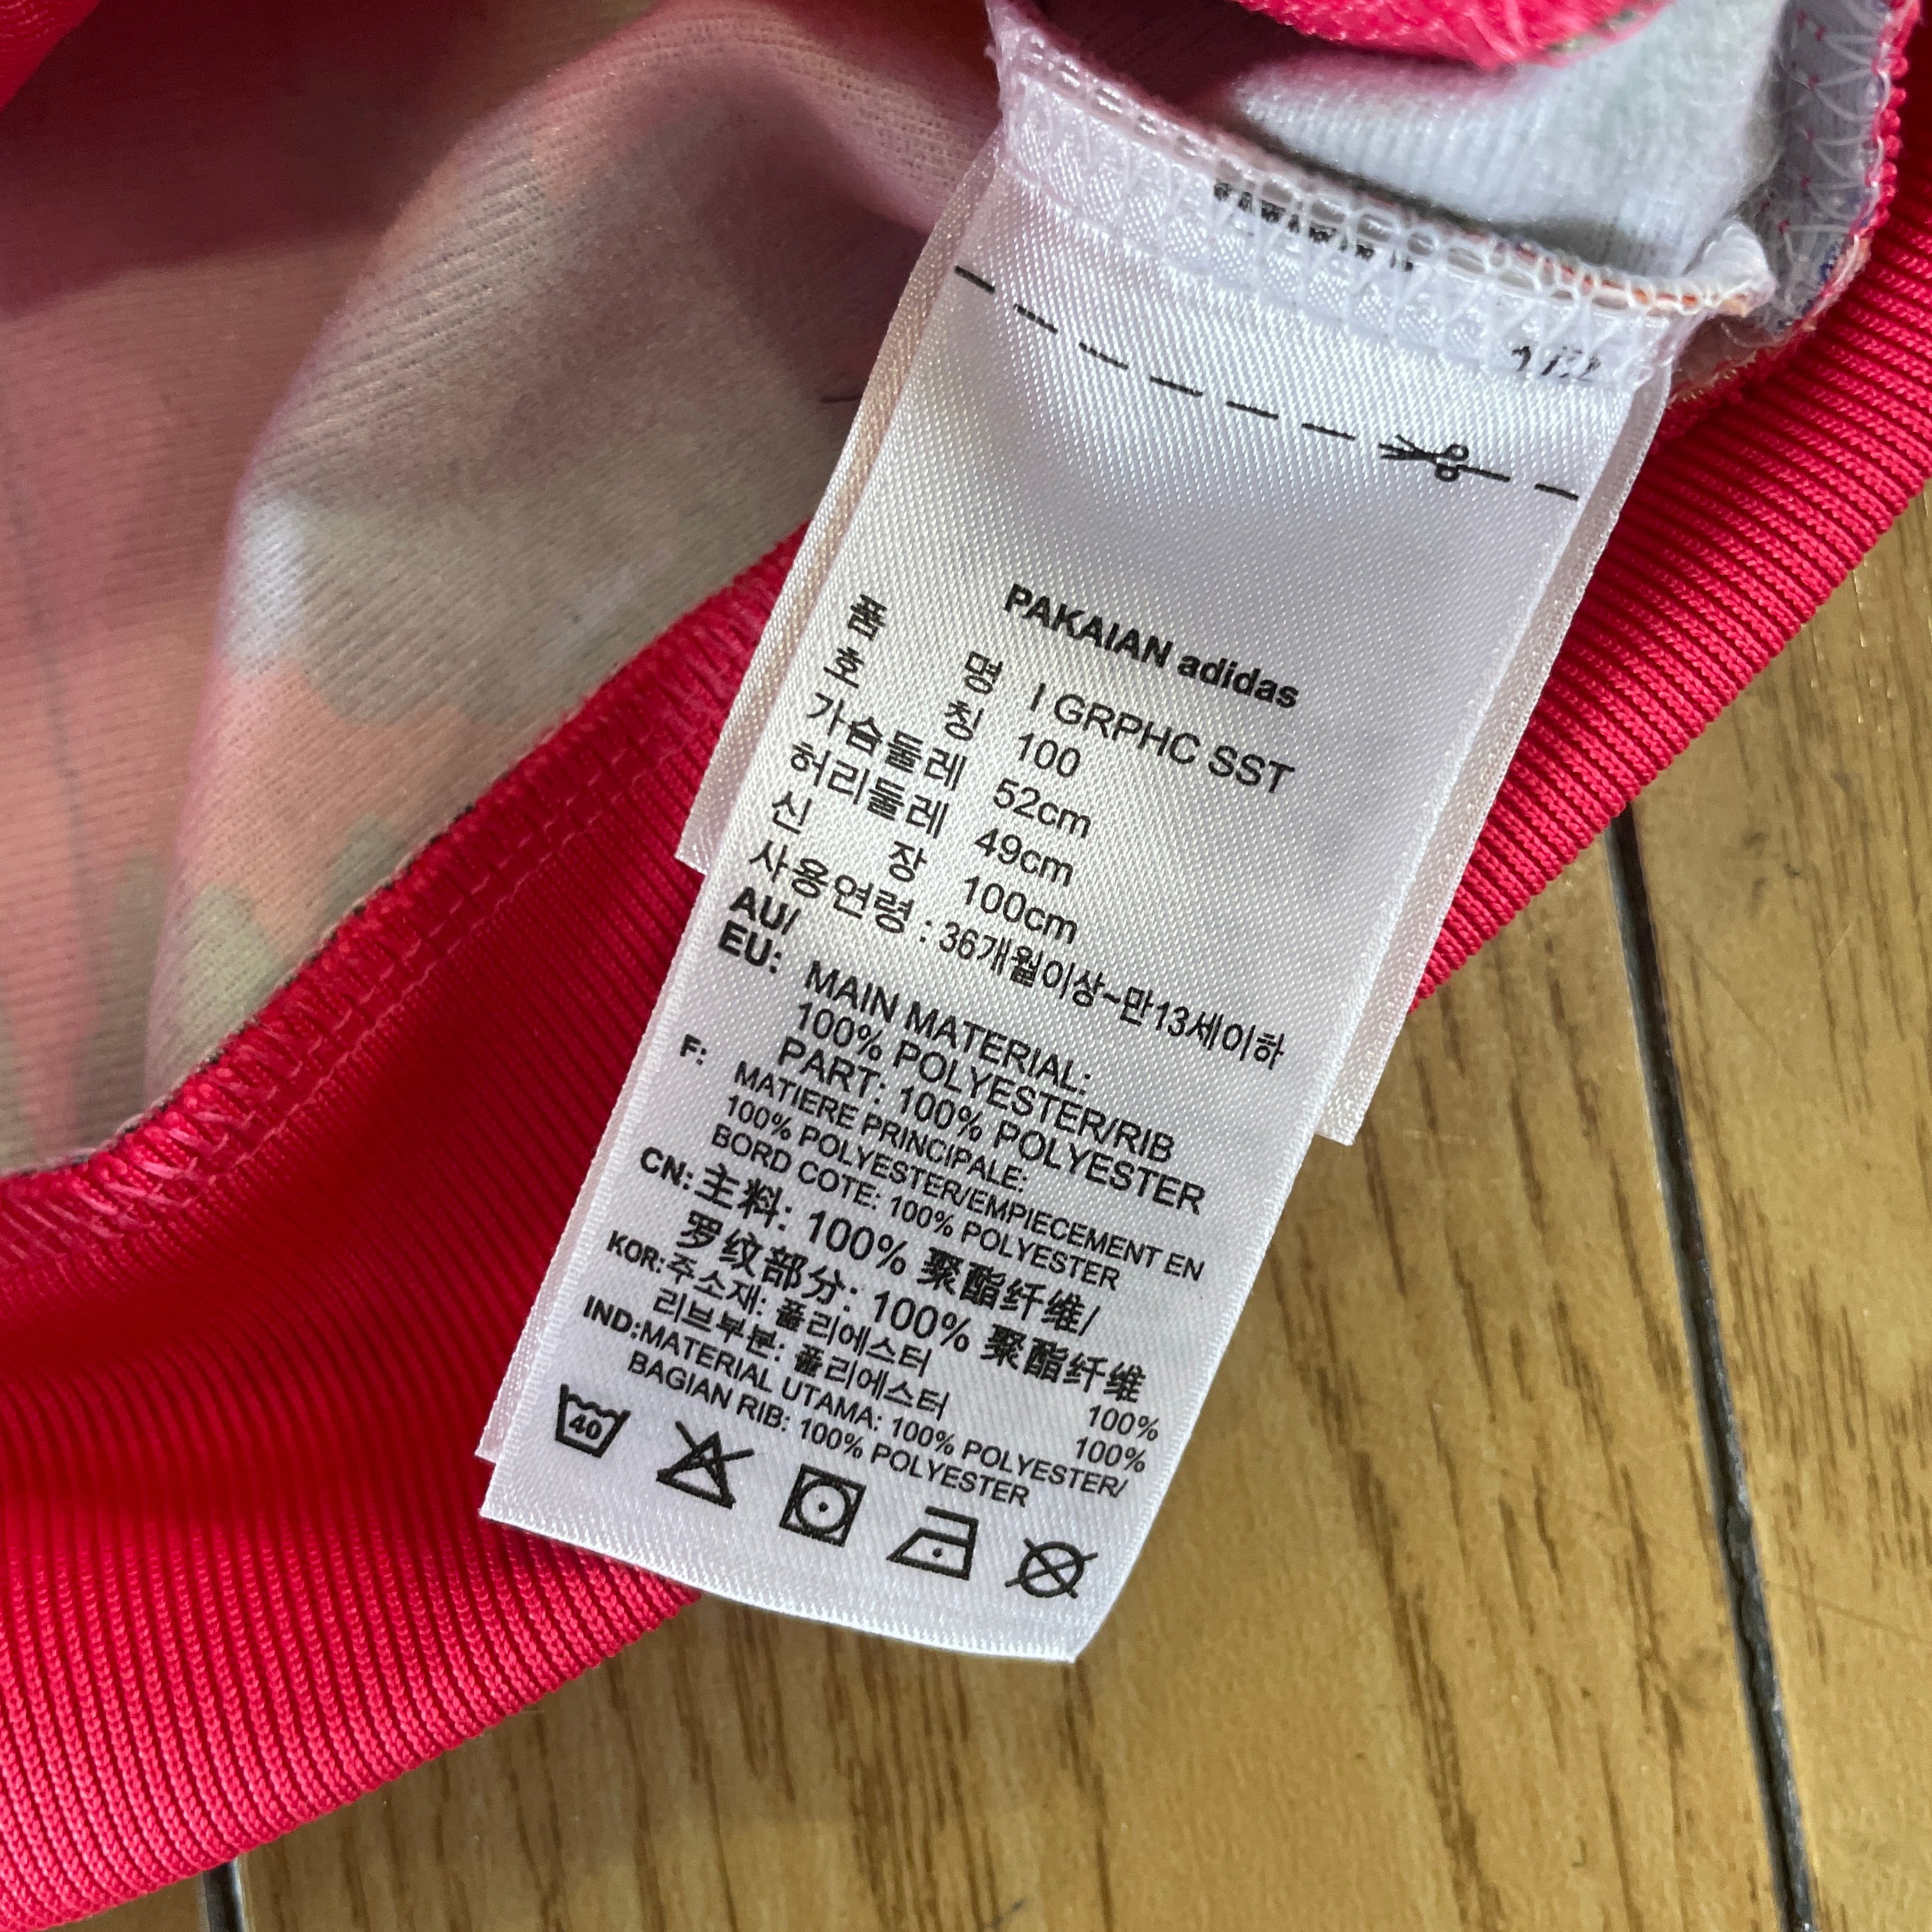 1/2
PAKAIAN adidas
품 명 I GRPHC SST
호 칭 100
가슴둘레 52cm
허리둘레 49cm
신 장 100cm
사용연령 : 36개월이상~만13세이하
AU/
EU: MAIN MATERIAL:
100% POLYESTER/RIB
PART: 100% POLYESTER
F: MATIERE PRINCIPALE:
100% POLYESTER/EMPIECEMENT EN
BORD COTE: 100% POLYESTER
CN: 主料: 100% 聚酯纤维/
罗纹部分: 100% 聚酯纤维
KOR: 주소재: 폴리에스터 100%
리브부분: 폴리에스터 100%
IND: MATERIAL UTAMA: 100% POLYESTER/
BAGIAN RIB: 100% POLYESTER
40